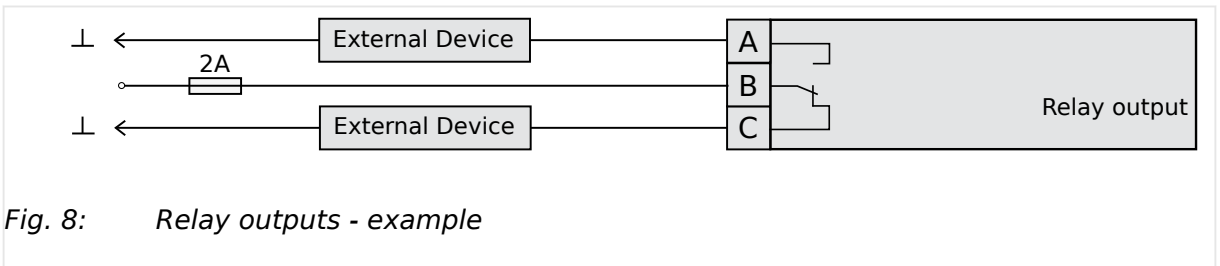 External Device
A
2A
B
Relay output
External Device
C
Fig. 8: Relay outputs - example